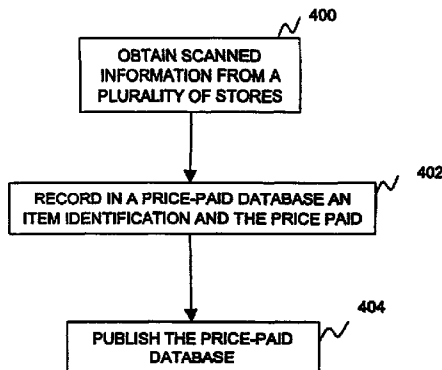 400
OBTAIN SCANNED
INFORMATION FROM A
PLURALITY OF STORES
402
RECORD IN A PRICE-PAID DATABASE AN
ITEM IDENTIFICATION AND THE PRICE PAID
404
PUBLISH THE PRICE-PAID
DATABASE